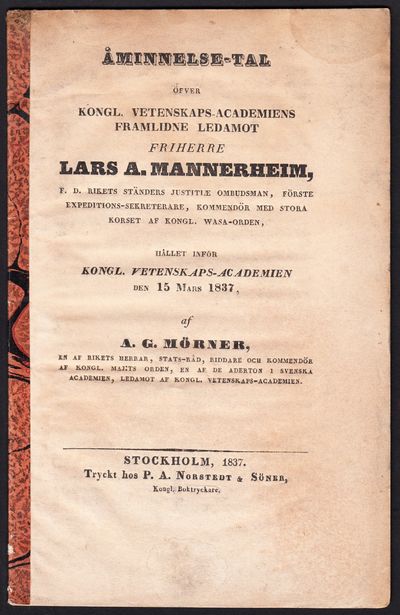 ÅMINNELSE-TAL
ÖFVER
KONGL. VETENSKAPS-ACADEMIENS
FRAMLIDNE LEDAMOT
FRIHERRE
LARS A. MANNERHEIM,
F. D. RIKETS STÄNDERS JUSTITIÆ OMBUDSMAN, FÖRSTE
EXPEDITIONS-SEKRETERARE, KOMMENDÖR MED STORA
KORSET AF KONGL. WASA-ORDEN,
HÅLLET INFÖR
KONGL. VETENSKAPS-ACADEMIEN
DEN 15 MARS 1837,
af
A. G. MÖRNER,
EN AF RIKETS HERRAR, STATS-RÅD, RIDDARE OCH KOMMENDÖR
AF KONGL. MAJ:TS ORDEN, EN AF DE ADERTON I SVENSKA
ACADEMIEN, LEDAMOT AF KONGL. VETENSKAPS-ACADEMIEN.
STOCKHOLM, 1837.
Tryckt hos P. A. NORSTEDT & SÖNER,
Kongl. Boktryckare.